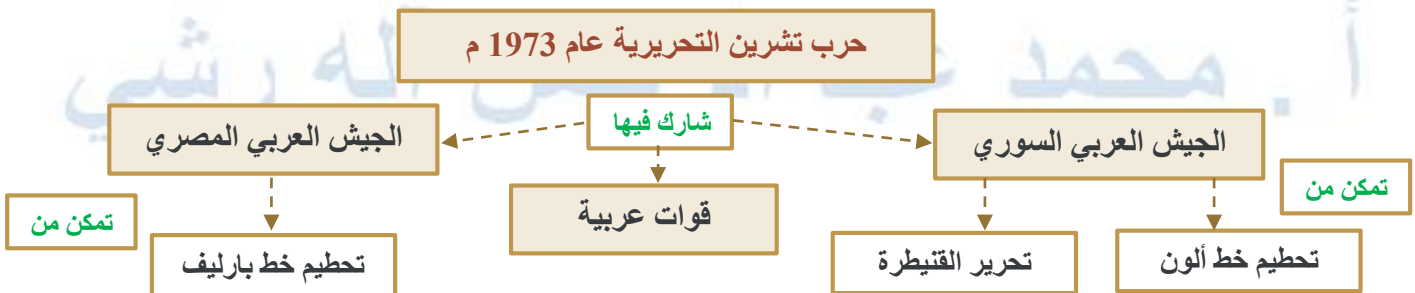 حرب تشرين التحريرية عام 1973 م
شارك فيها
الجيش العربي السوري
قوات عربية
الجيش العربي المصري
تمكن من
تحطيم خط ألون
تحرير القنيطرة
تمكن من
تحطيم خط بارليف
أ . محمد